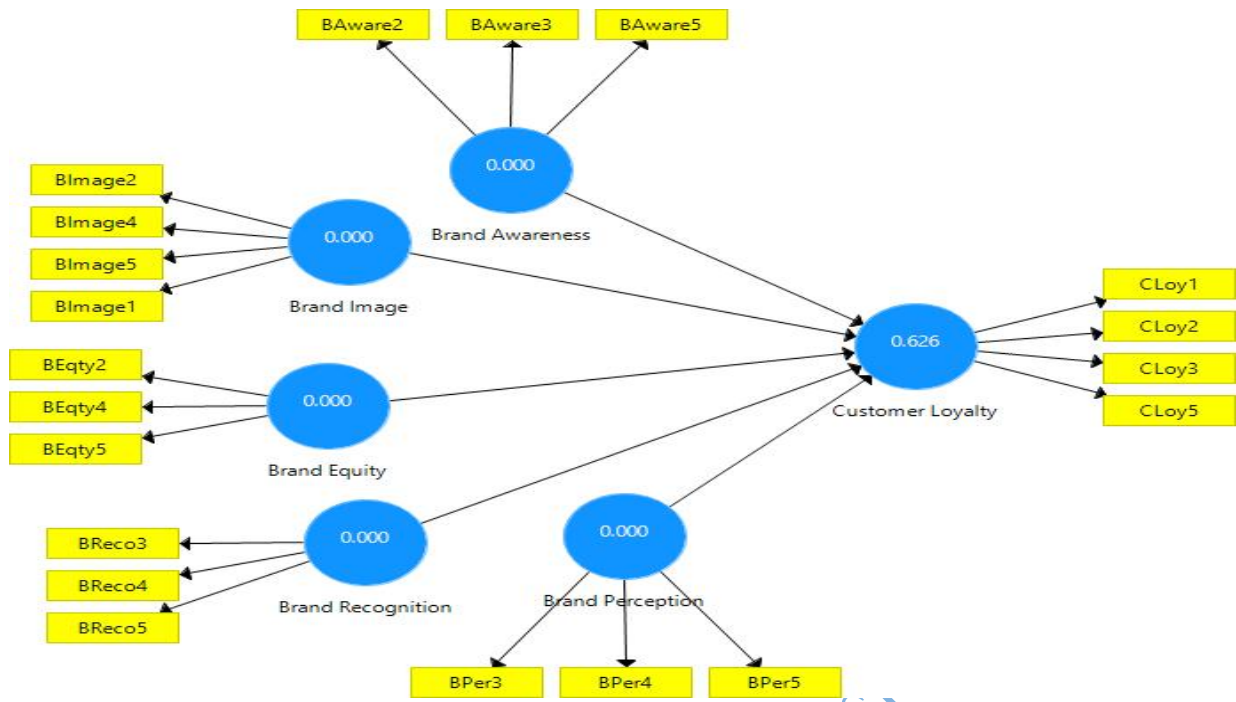 BAware2 BAware3 BAware5
0.000
Brand Awareness
BImage2
BImage4
BImage5
BImage1
0.000
Brand Image
BEqty2
BEqty4
BEqty5
0.000
Brand Equity
BReco3
BReco4
BReco5
0.000
Brand Recognition
0.000
Brand Perception
BPer3 BPer4 BPer5
0.626
Customer Loyalty
CLoy1
CLoy2
CLoy3
CLoy5